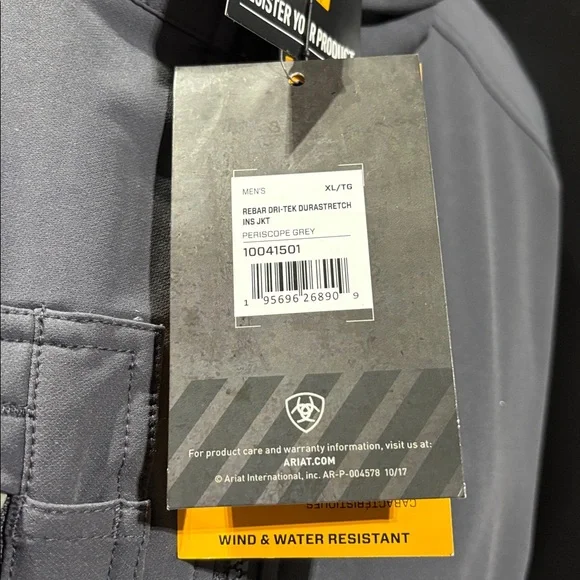 REGISTER YOUR PRODUCT
MEN'S XL/TG
REBAR DRI-TEK DURASTRETCH
INS JKT
PERISCOPE GREY
10041501
1 95696 26890 9
For product care and warranty information, visit us at:
ARIAT.COM
© Ariat International, inc. AR-P-004578 10/17
CARACTÉRISTIQUES
WIND & WATER RESISTANT